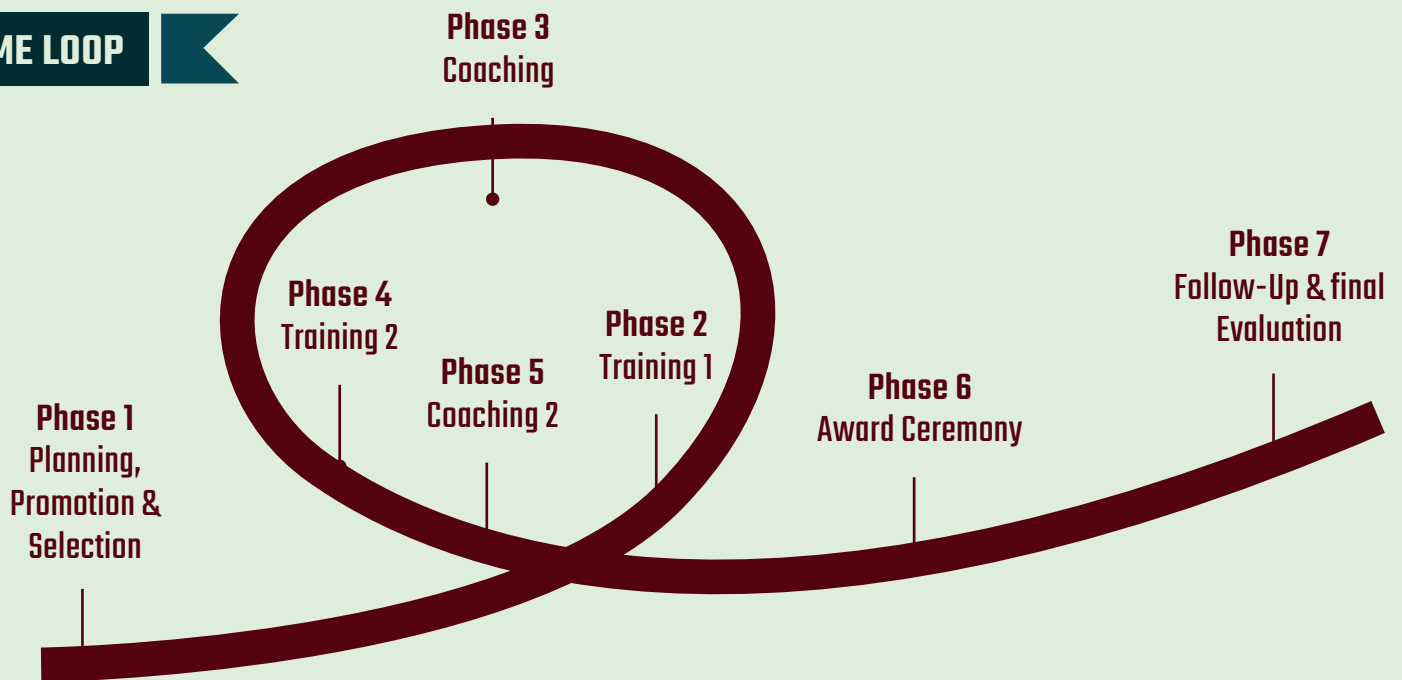 ME LOOP
Phase 3
Coaching
Phase 4
Training 2
Phase 2
Training 1
Phase 5
Coaching 2
Phase 7
Follow-Up & final
Evaluation
Phase 6
Award Ceremony
Phase 1
Planning,
Promotion &
Selection